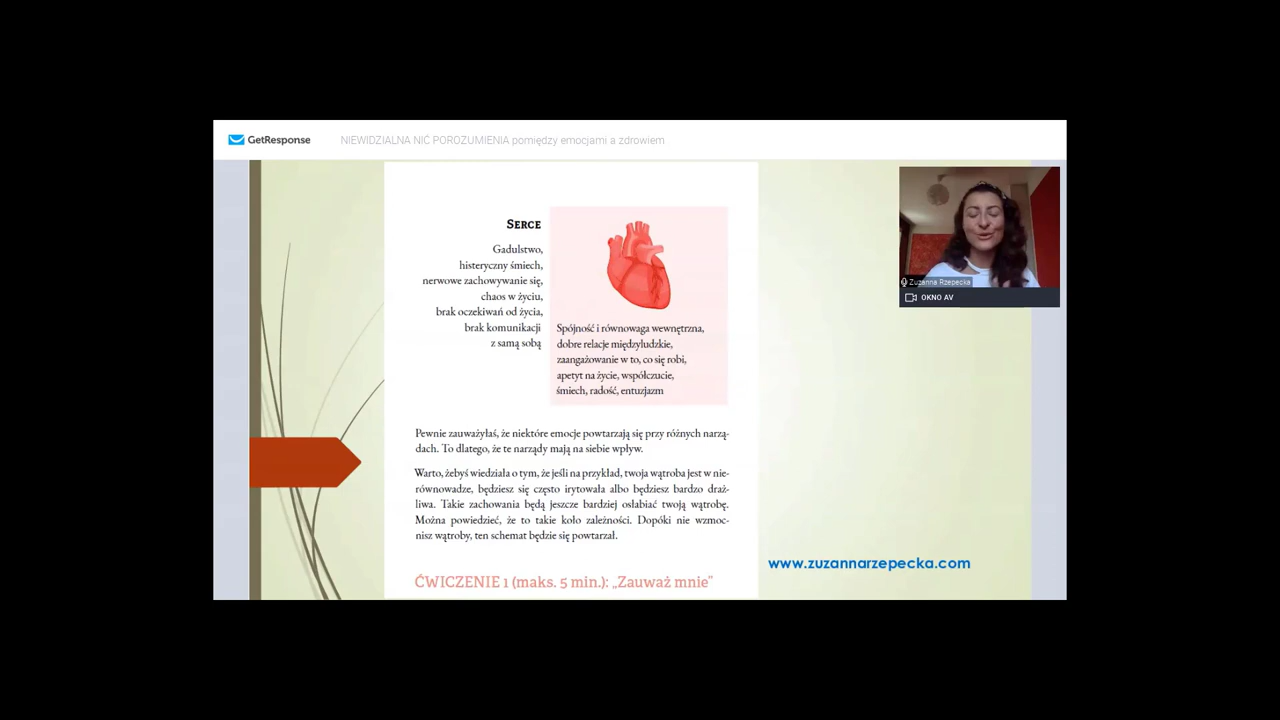 GetResponse
NIEWIDZIALNA NIĆ POROZUMIENIA pomiędzy emocjami a zdrowiem
SERCE
Gadulstwo,
histeryczny śmiech,
nerwowe zachowywanie się,
chaos w życiu,
brak oczekiwań od życia,
brak komunikacji
z samą sobą
Spójność i równowaga wewnętrzna,
dobre relacje międzyludzkie,
zaangażowanie w to, co się robi,
apetyt na życie, współczucie,
śmiech, radość, entuzjazm
Pewnie zauważyłaś, że niektóre emocje powtarzają się przy różnych narzą-
dach. To dlatego, że te narządy mają na siebie wpływ.
Warto, żebyś wiedziała o tym, że jeśli na przykład, twoja wątroba jest w nie-
równowadze, będziesz się często irytowała albo będziesz bardzo draż-
liwa. Takie zachowania będą jeszcze bardziej osłabiać twoją wątrobę.
Można powiedzieć, że to takie koło zależności. Dopóki nie wzmoc-
nisz wątroby, ten schemat będzie się powtarzał.
ĆWICZENIE 1 (maks. 5 min.): „Zauważ mnie”
Zuzanna Rzepecka
OKNO AV
www.zuzannarzepecka.com